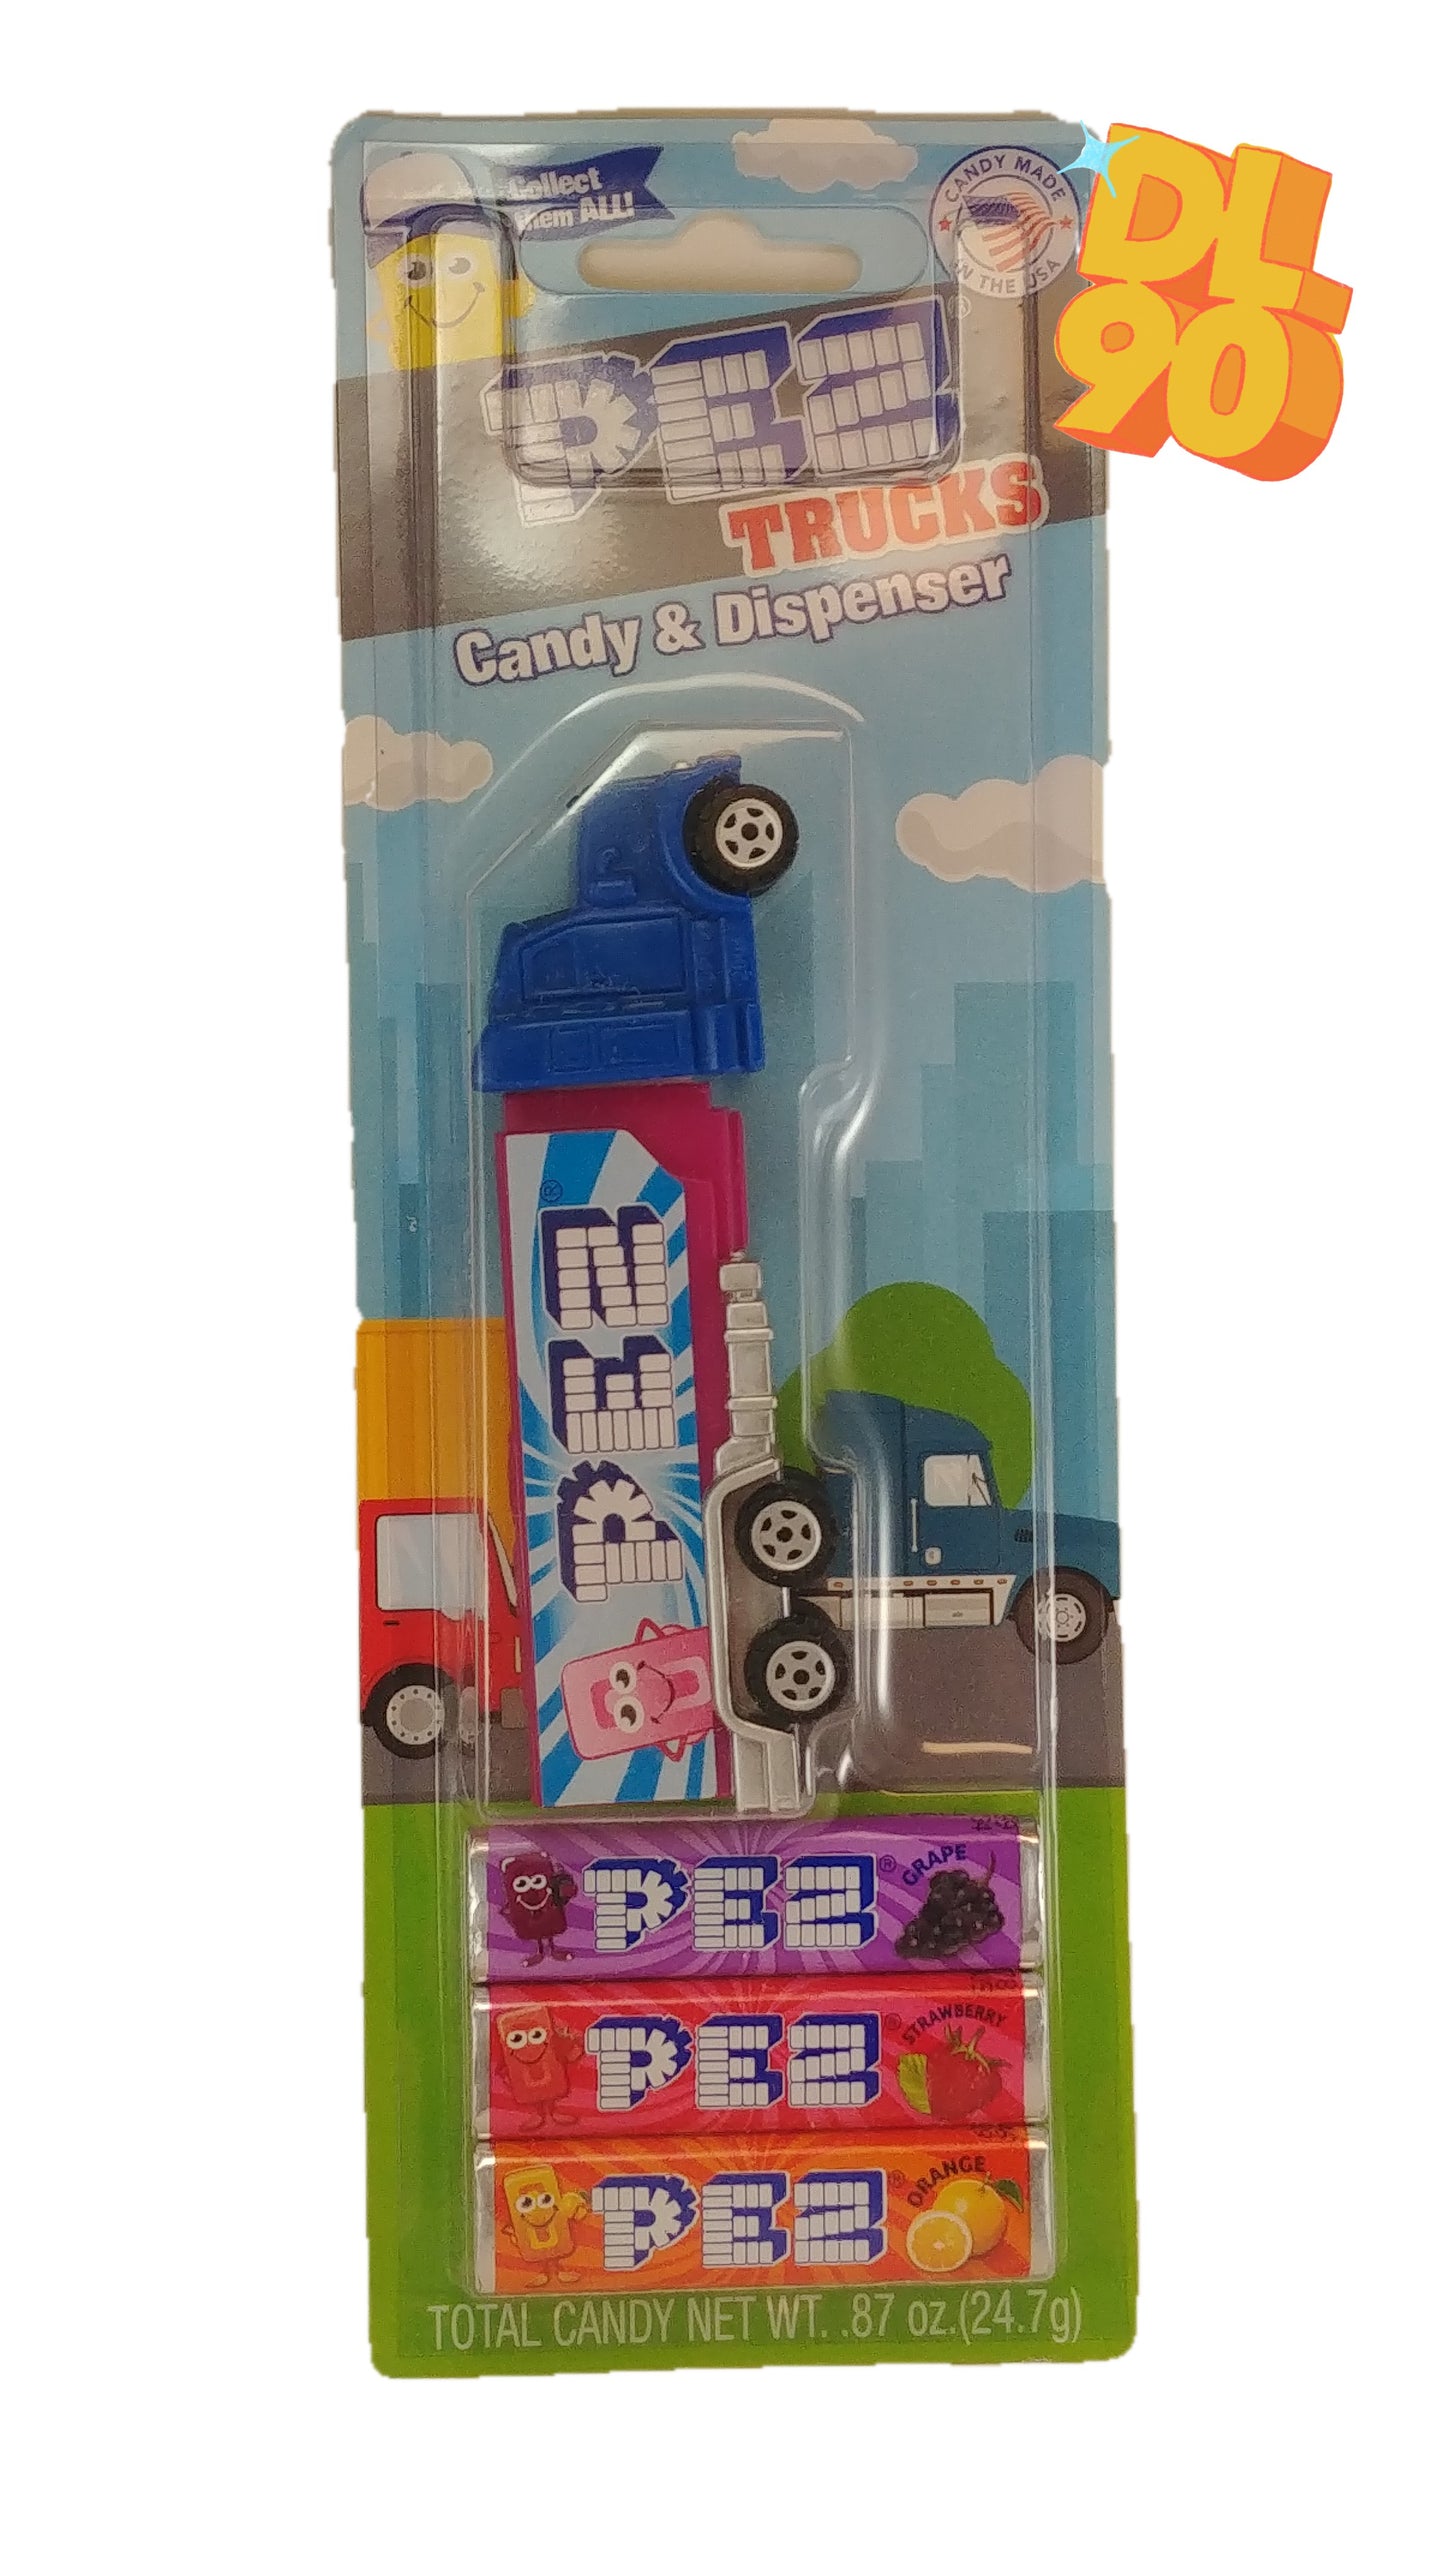 Collect
them ALL!
CANDY MADE
IN THE USA
DLL
90
PEZ®
TRUCKS
Candy & Dispenser
PEZ®
PEZ® GRAPE
PEZ® STRAWBERRY
PEZ® ORANGE
TOTAL CANDY NET WT. .87 oz.(24.7g)